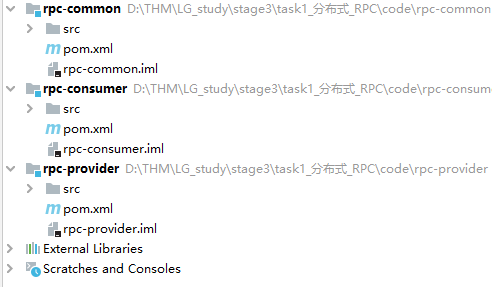 rpc-common D:\THM\LG_study\stage3\task1_分布式_RPC\code\rpc-common
src
pom.xml
rpc-common.iml
rpc-consumer D:\THM\LG_study\stage3\task1_分布式_RPC\code\rpc-consum
src
pom.xml
rpc-consumer.iml
rpc-provider D:\THM\LG_study\stage3\task1_分布式_RPC\code\rpc-provider
src
pom.xml
rpc-provider.iml
External Libraries
Scratches and Consoles